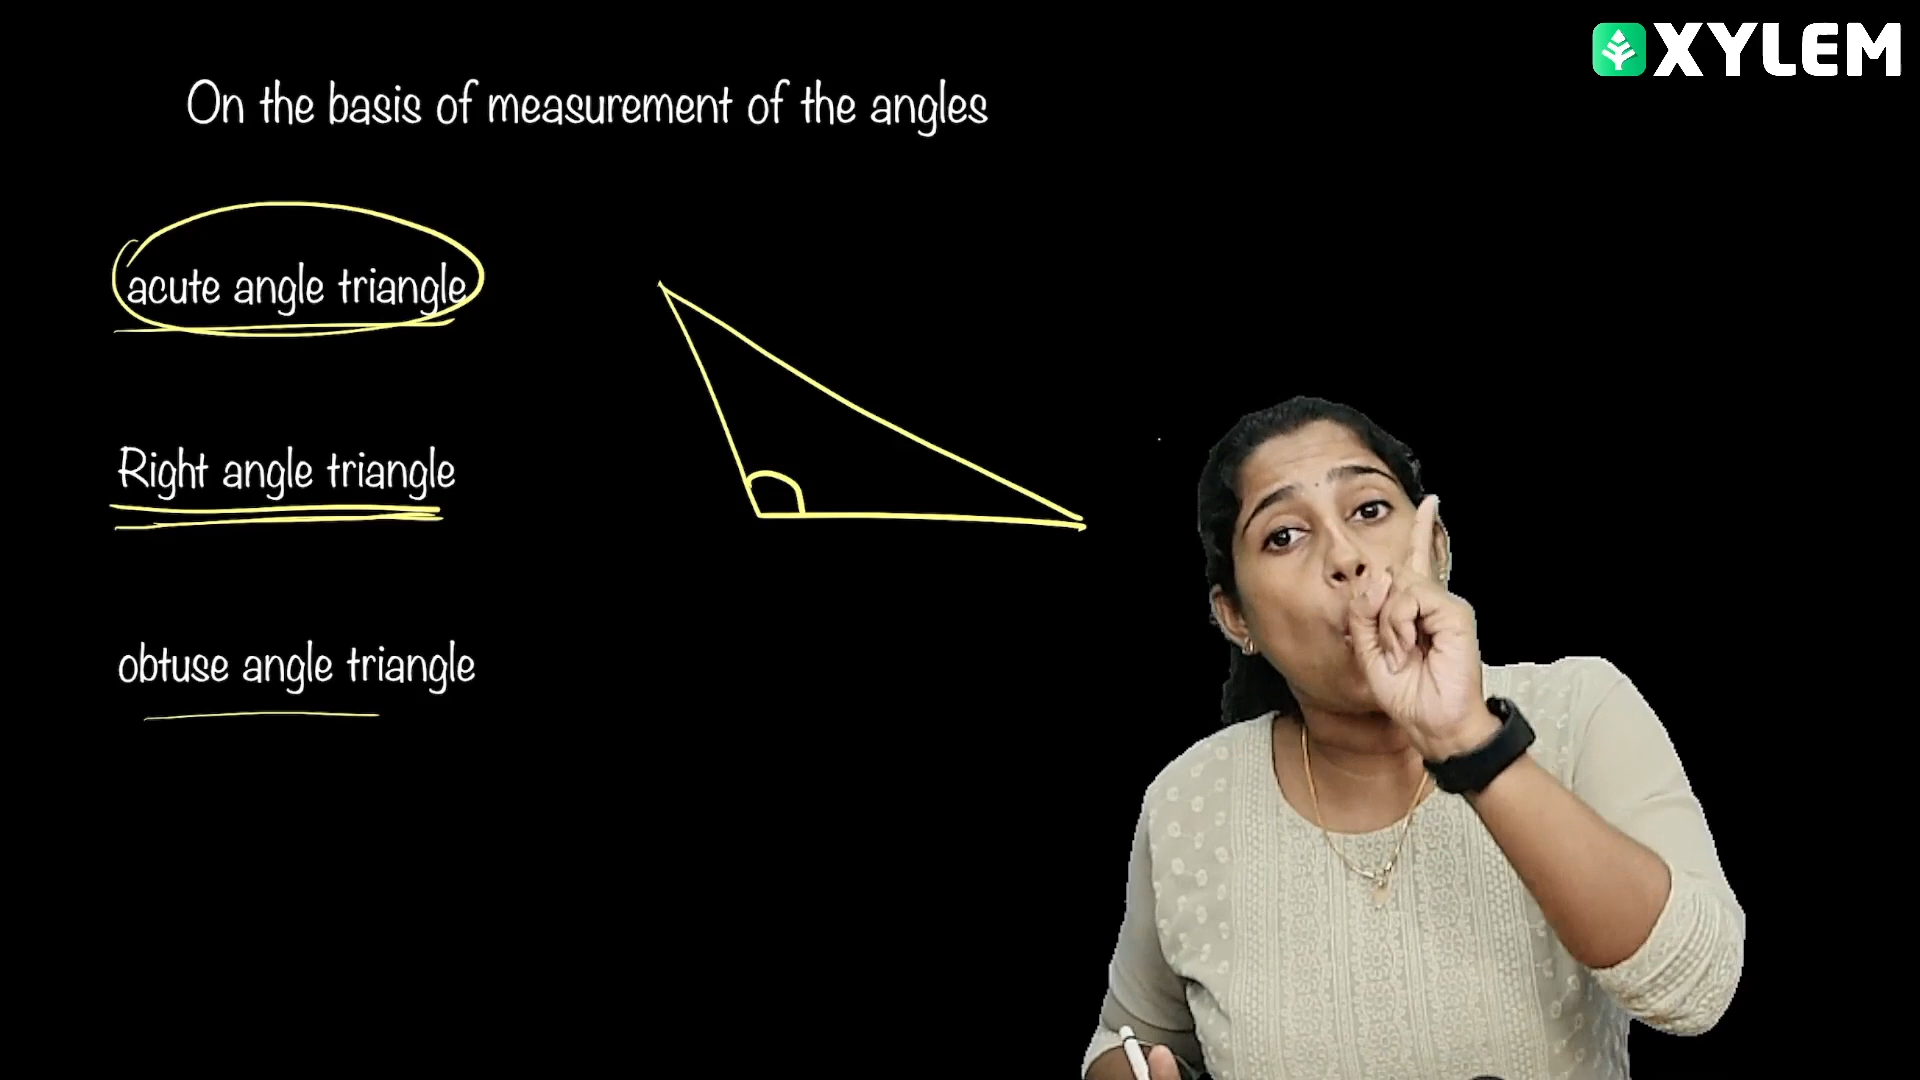 XYLEM
On the basis of measurement of the angles
acute angle triangle
Right angle triangle
obtuse angle triangle